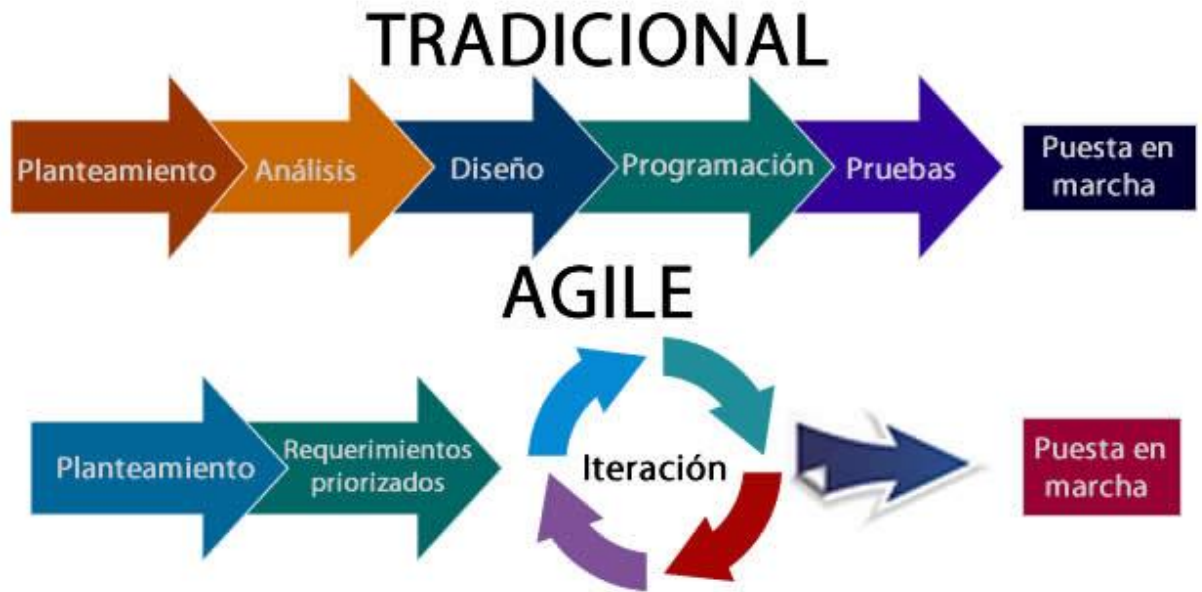 TRADICIONAL
Planteamiento
Análisis
Diseño
Programación
Pruebas
Puesta en
marcha
AGILE
Planteamiento
Requerimientos
priorizados
Iteración
Puesta en
marcha